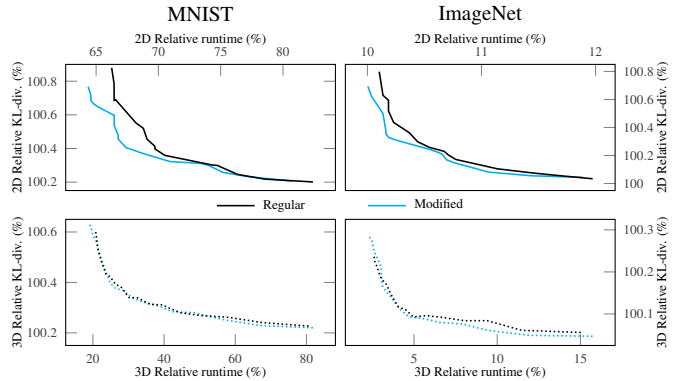 MNIST
ImageNet
2D Relative runtime (%)
2D Relative runtime (%)
65 70 75 80
10 11 12
2D Relative KL-div. (%)
100.8
100.6
100.4
100.2
100.8
100.6
100.4
100.2
100
2D Relative KL-div. (%)
Regular
Modified
3D Relative KL-div. (%)
100.6
100.4
100.2
100.3
100.2
100.1
3D Relative KL-div. (%)
20 40 60 80
5 10 15
3D Relative runtime (%)
3D Relative runtime (%)